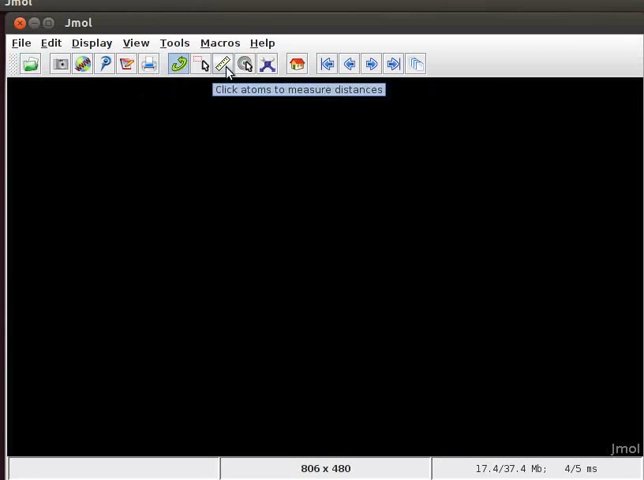 Jmol
Jmol
File Edit Display View Tools Macros Help
Click atoms to measure distances
Jmol
806 x 480
17.4/37.4 Mb; 4/5 ms